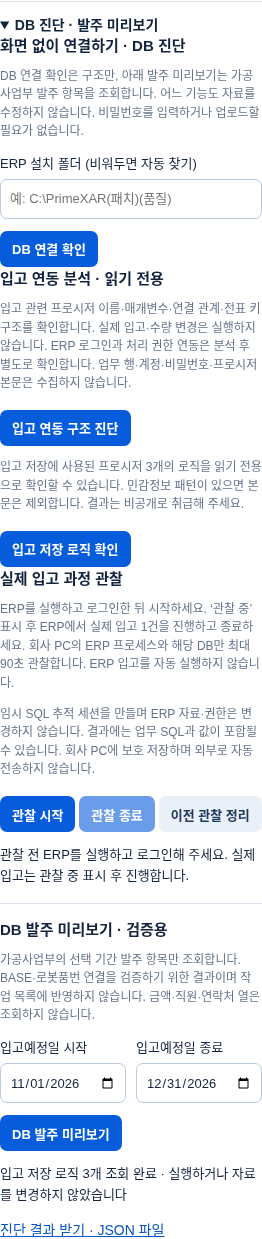 ▼ DB 진단 · 발주 미리보기
화면 없이 연결하기 · DB 진단
DB 연결 확인은 구조만, 아래 발주 미리보기는 가공
사업부 발주 항목을 조회합니다. 어느 기능도 자료를
수정하지 않습니다. 비밀번호를 입력하거나 업로드할
필요가 없습니다.
ERP 설치 폴더 (비워두면 자동 찾기)
예: C:\PrimeXAR(패치)(품질)
DB 연결 확인
입고 연동 분석 · 읽기 전용
입고 관련 프로시저 이름·매개변수·연결 관계·전표 키
구조를 확인합니다. 실제 입고·수량 변경은 실행하지
않습니다. ERP 로그인과 처리 권한 연동은 분석 후
별도로 확인합니다. 업무 행·계정·비밀번호·프로시저
본문은 수집하지 않습니다.
입고 연동 구조 진단
입고 저장에 사용된 프로시저 3개의 로직을 읽기 전용
으로 확인할 수 있습니다. 민감정보 패턴이 있으면 본
문은 제외합니다. 결과는 비공개로 취급해 주세요.
입고 저장 로직 확인
실제 입고 과정 관찰
ERP를 실행하고 로그인한 뒤 시작하세요. ‘관찰 중’
표시 후 ERP에서 실제 입고 1건을 진행하고 종료하
세요. 회사 PC의 ERP 프로세스와 해당 DB만 최대
90초 관찰합니다. ERP 입고를 자동 실행하지 않습니
다.
임시 SQL 추적 세션을 만들며 ERP 자료·권한은 변
경하지 않습니다. 결과에는 업무 SQL과 값이 포함될
수 있습니다. 회사 PC에 보호 저장하며 외부로 자동
전송하지 않습니다.
관찰 시작 관찰 종료 이전 관찰 정리
관찰 전 ERP를 실행하고 로그인해 주세요. 실제
입고는 관찰 중 표시 후 진행합니다.
DB 발주 미리보기 · 검증용
가공사업부의 선택 기간 발주 항목만 조회합니다.
BASE·로봇품번 연결을 검증하기 위한 결과이며 작
업 목록에 반영하지 않습니다. 금액·직원·연락처 열은
조회하지 않습니다.
입고예정일 시작 입고예정일 종료
11/01/2026 12/31/2026
DB 발주 미리보기
입고 저장 로직 3개 조회 완료 · 실행하거나 자료
를 변경하지 않았습니다
진단 결과 받기 · JSON 파일